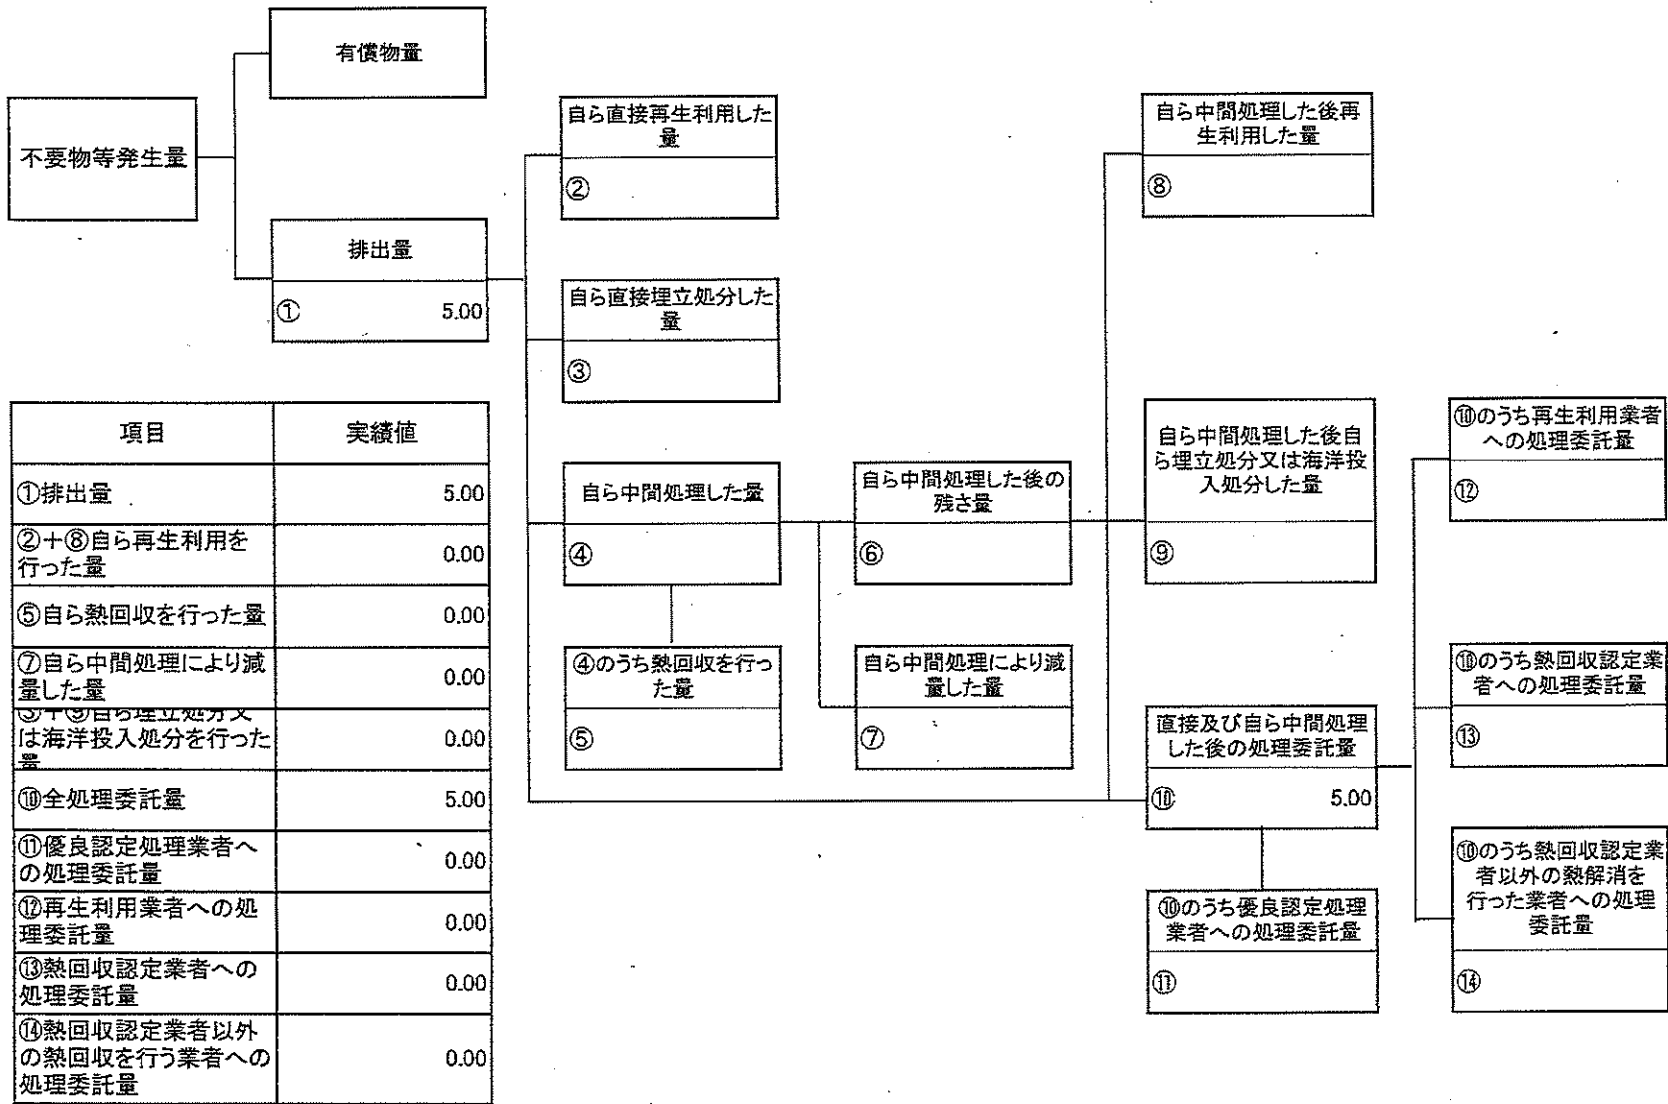 有償物量
不要物等発生量
排出量
① 5.00
自ら直接再生利用した
量
②
自ら直接埋立処分した
量
③
自ら中間処理した量
④
④のうち熱回収を行っ
た量
⑤
自ら中間処理した後の
残さ量
⑥
自ら中間処理により減
量した量
⑦
自ら中間処理した後再
生利用した量
⑧
自ら中間処理した後自
ら埋立処分又は海洋投
入処分した量
⑨
直接及び自ら中間処理
した後の処理委託量
⑩ 5.00
⑩のうち優良認定処理
業者への処理委託量
⑪
⑩のうち再生利用業者
への処理委託量
⑫
⑩のうち熱回収認定業
者への処理委託量
⑬
⑩のうち熱回収認定業
者以外の熱解消を
行った業者への処理
委託量
⑭
項目 実績値
①排出量 5.00
②+⑧自ら再生利用を
行った量 0.00
⑤自ら熱回収を行った量 0.00
⑦自ら中間処理により減
量した量 0.00
③+⑨自ら埋立処分又
は海洋投入処分を行った
量 0.00
⑩全処理委託量 5.00
⑪優良認定処理業者へ
の処理委託量 0.00
⑫再生利用業者への処
理委託量 0.00
⑬熱回収認定業者への
処理委託量 0.00
⑭熱回収認定業者以外
の熱回収を行う業者への
処理委託量 0.00